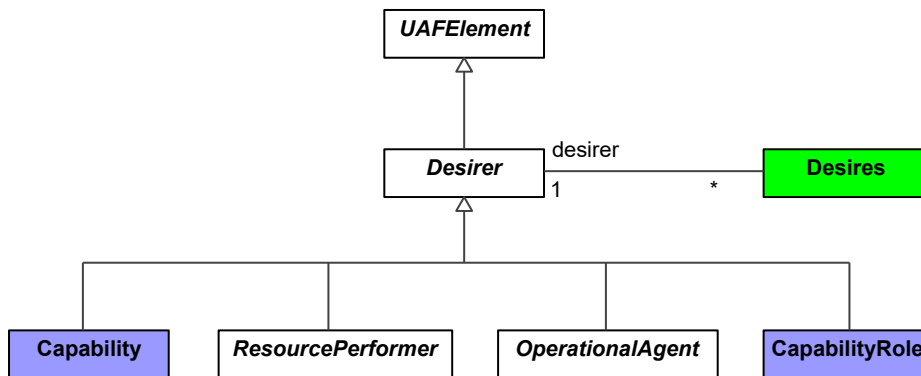 UAFElement
desirer
Desirer
Desires
1
*
Capability
ResourcePerformer
OperationalAgent
CapabilityRole